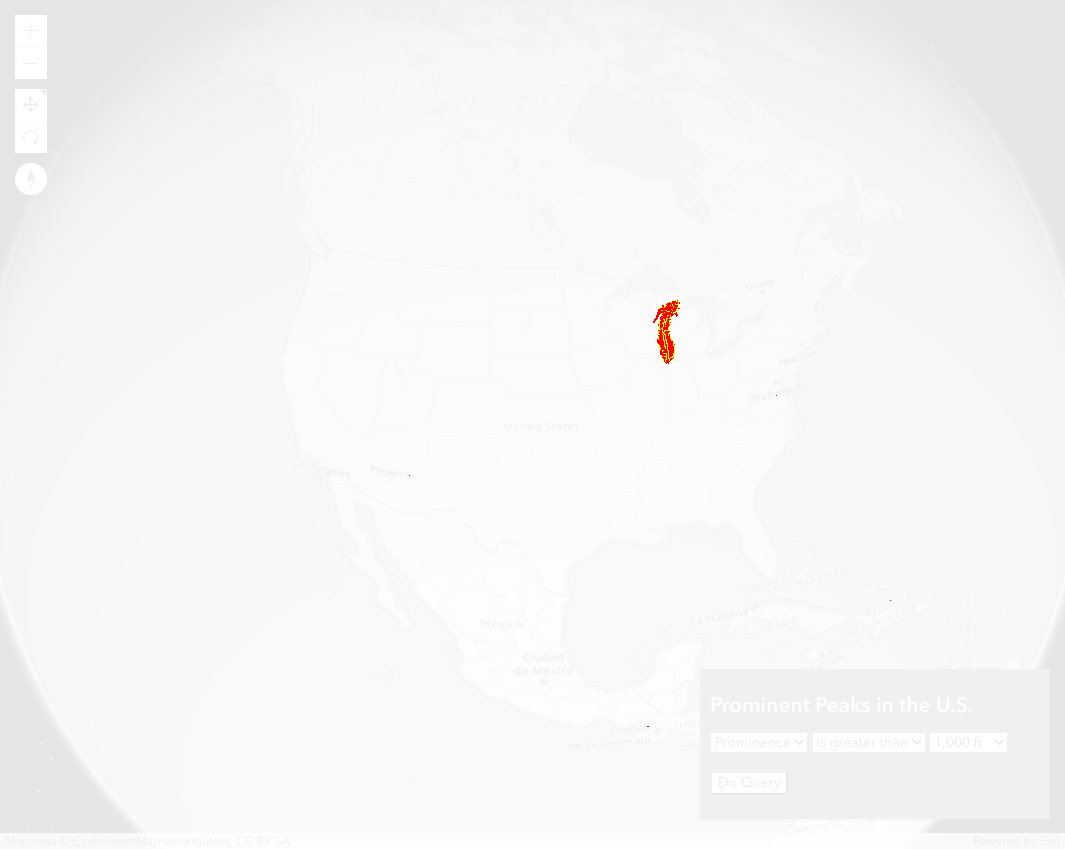 Ottawa
New York
Washington
United States
Los Angeles
Phoenix
The Bahamas
La Habana
Cuba
México
Ciudad
de México
Ciudad
de Guatemala
Prominent Peaks in the U.S.
Prominence is greater than 1,000 ft
Do Query
Map data © OpenStreetMap contributors, CC-BY-SA
Powered by Esri